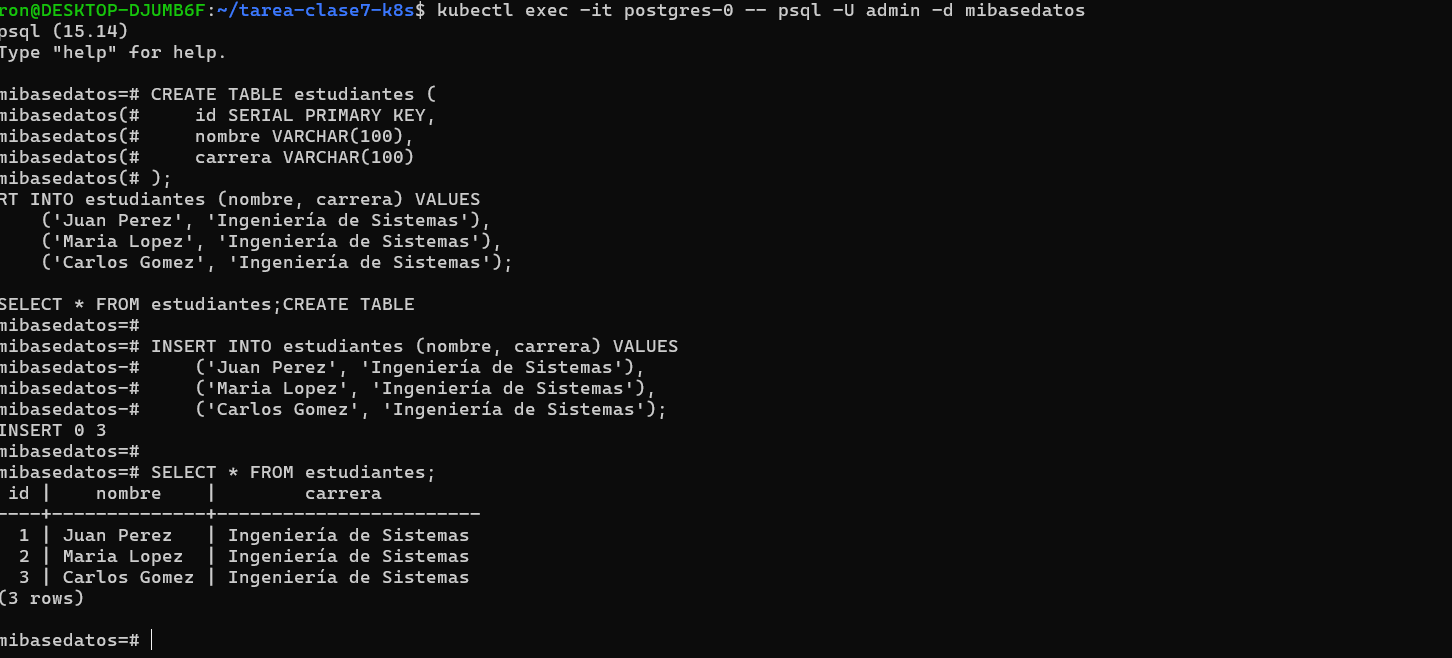 ron@DESKTOP-DJUMB6F:~/tarea-clase7-k8s$ kubectl exec -it postgres-0 -- psql -U admin -d mibasedatos
psql (15.14)
Type "help" for help.

mibasedatos=# CREATE TABLE estudiantes (
mibasedatos(#     id SERIAL PRIMARY KEY,
mibasedatos(#     nombre VARCHAR(100),
mibasedatos(#     carrera VARCHAR(100)
mibasedatos(# );
RT INTO estudiantes (nombre, carrera) VALUES
    ('Juan Perez', 'Ingeniería de Sistemas'),
    ('Maria Lopez', 'Ingeniería de Sistemas'),
    ('Carlos Gomez', 'Ingeniería de Sistemas');

SELECT * FROM estudiantes;CREATE TABLE
mibasedatos=#
mibasedatos=# INSERT INTO estudiantes (nombre, carrera) VALUES
mibasedatos-#     ('Juan Perez', 'Ingeniería de Sistemas'),
mibasedatos-#     ('Maria Lopez', 'Ingeniería de Sistemas'),
mibasedatos-#     ('Carlos Gomez', 'Ingeniería de Sistemas');
INSERT 0 3
mibasedatos=#
mibasedatos=# SELECT * FROM estudiantes;
 id |    nombre    |        carrera
----+--------------+------------------------
  1 | Juan Perez   | Ingeniería de Sistemas
  2 | Maria Lopez  | Ingeniería de Sistemas
  3 | Carlos Gomez | Ingeniería de Sistemas
(3 rows)

mibasedatos=#